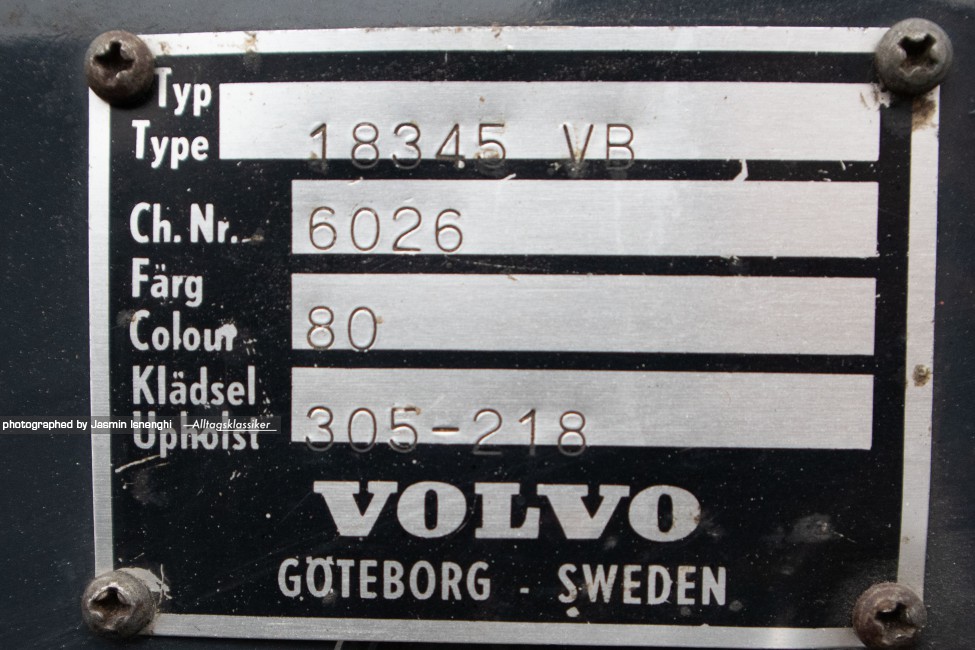 Typ
Type 18345 VB
Ch. Nr. 6026
Färg
Colour 80
Klädsel
Upholst 305-218
VOLVO
GÖTEBORG - SWEDEN
photographed by Jasmin Isnenghi Alltagsklassiker